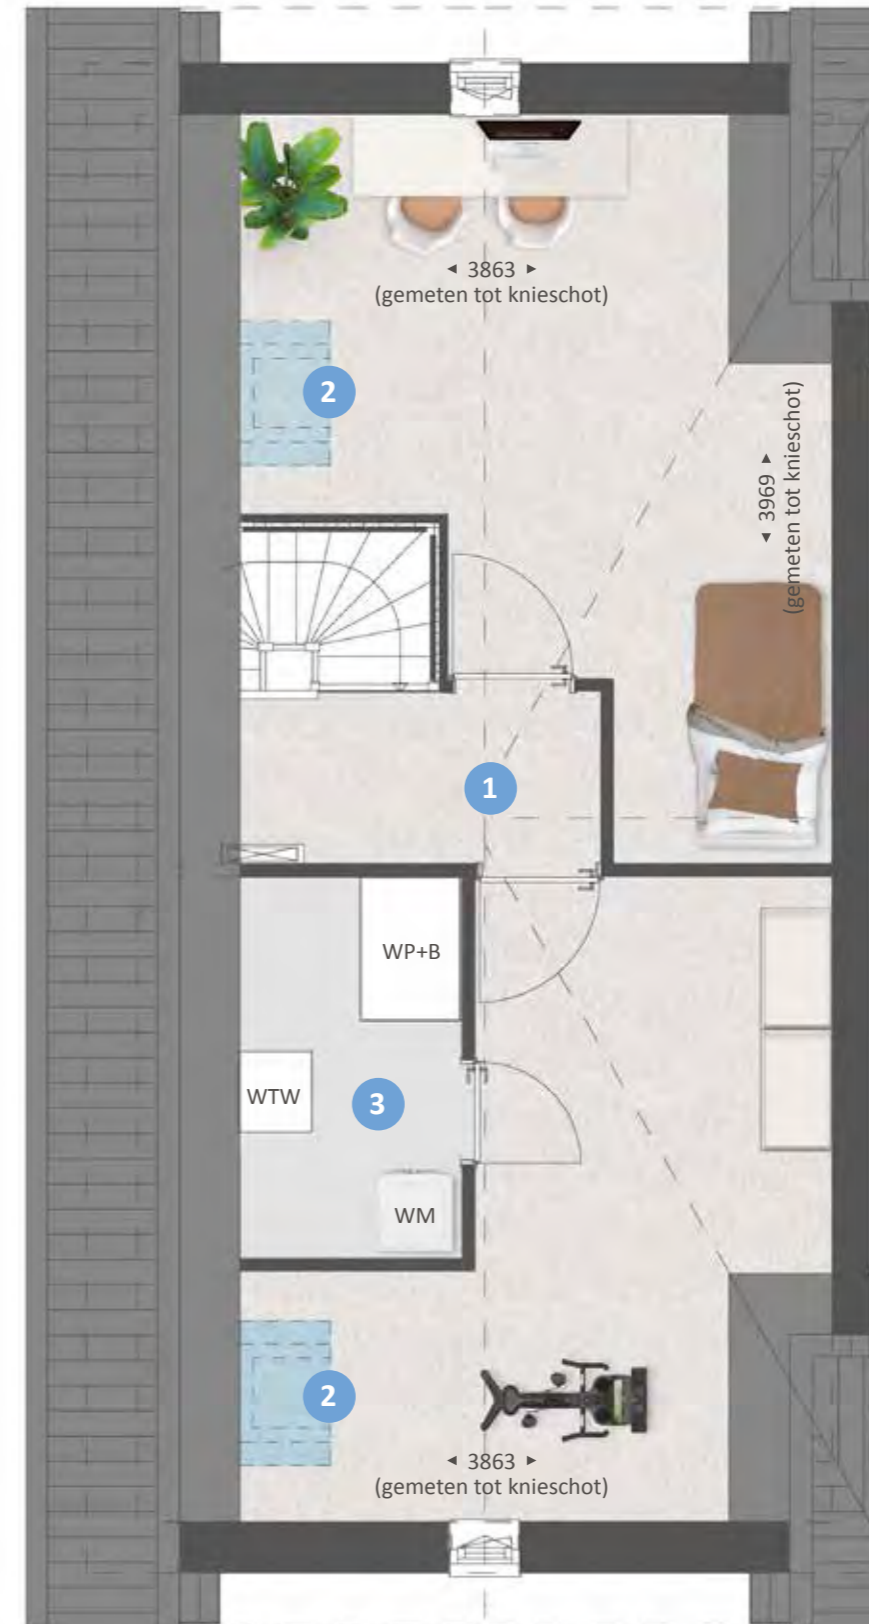 ◄ 3863 ►
(gemeten tot knieschot)
2
◄ 3969 ►
(gemeten tot knieschot)
1
WP+B
WTW
3
WM
2
◄ 3863 ►
(gemeten tot knieschot)